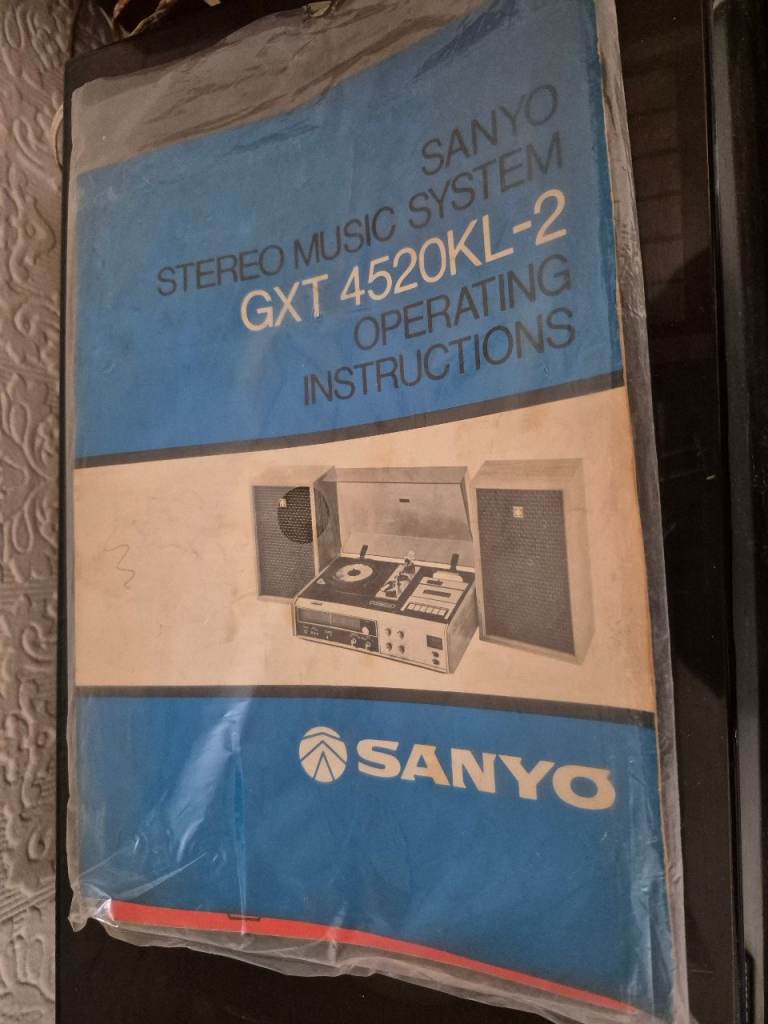 SANYO
STEREO MUSIC SYSTEM
GXT 4520KL-2
OPERATING
INSTRUCTIONS
SANYO